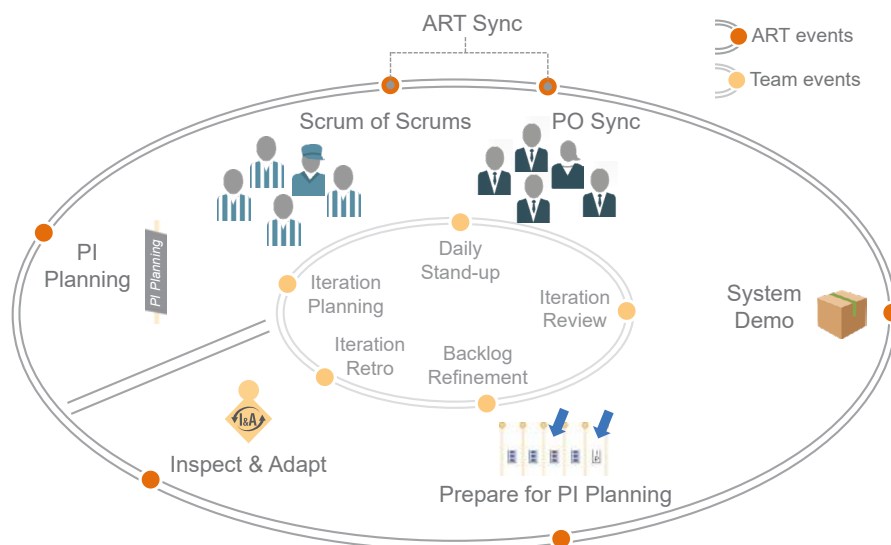 ART Sync
ART events
Team events
Scrum of Scrums
PO Sync
PI
Planning
PI Planning
Daily
Stand-up
Iteration
Planning
Iteration
Review
System
Demo
Iteration
Retro
Backlog
Refinement
I&A
Inspect & Adapt
Prepare for PI Planning